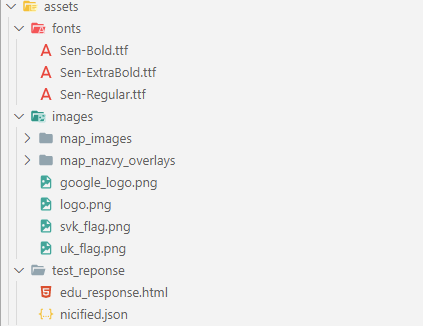 assets
fonts
Sen-Bold.ttf
Sen-ExtraBold.ttf
Sen-Regular.ttf
images
map_images
map_nazvy_overlays
google_logo.png
logo.png
svk_flag.png
uk_flag.png
test_reponse
edu_response.html
nicified.json